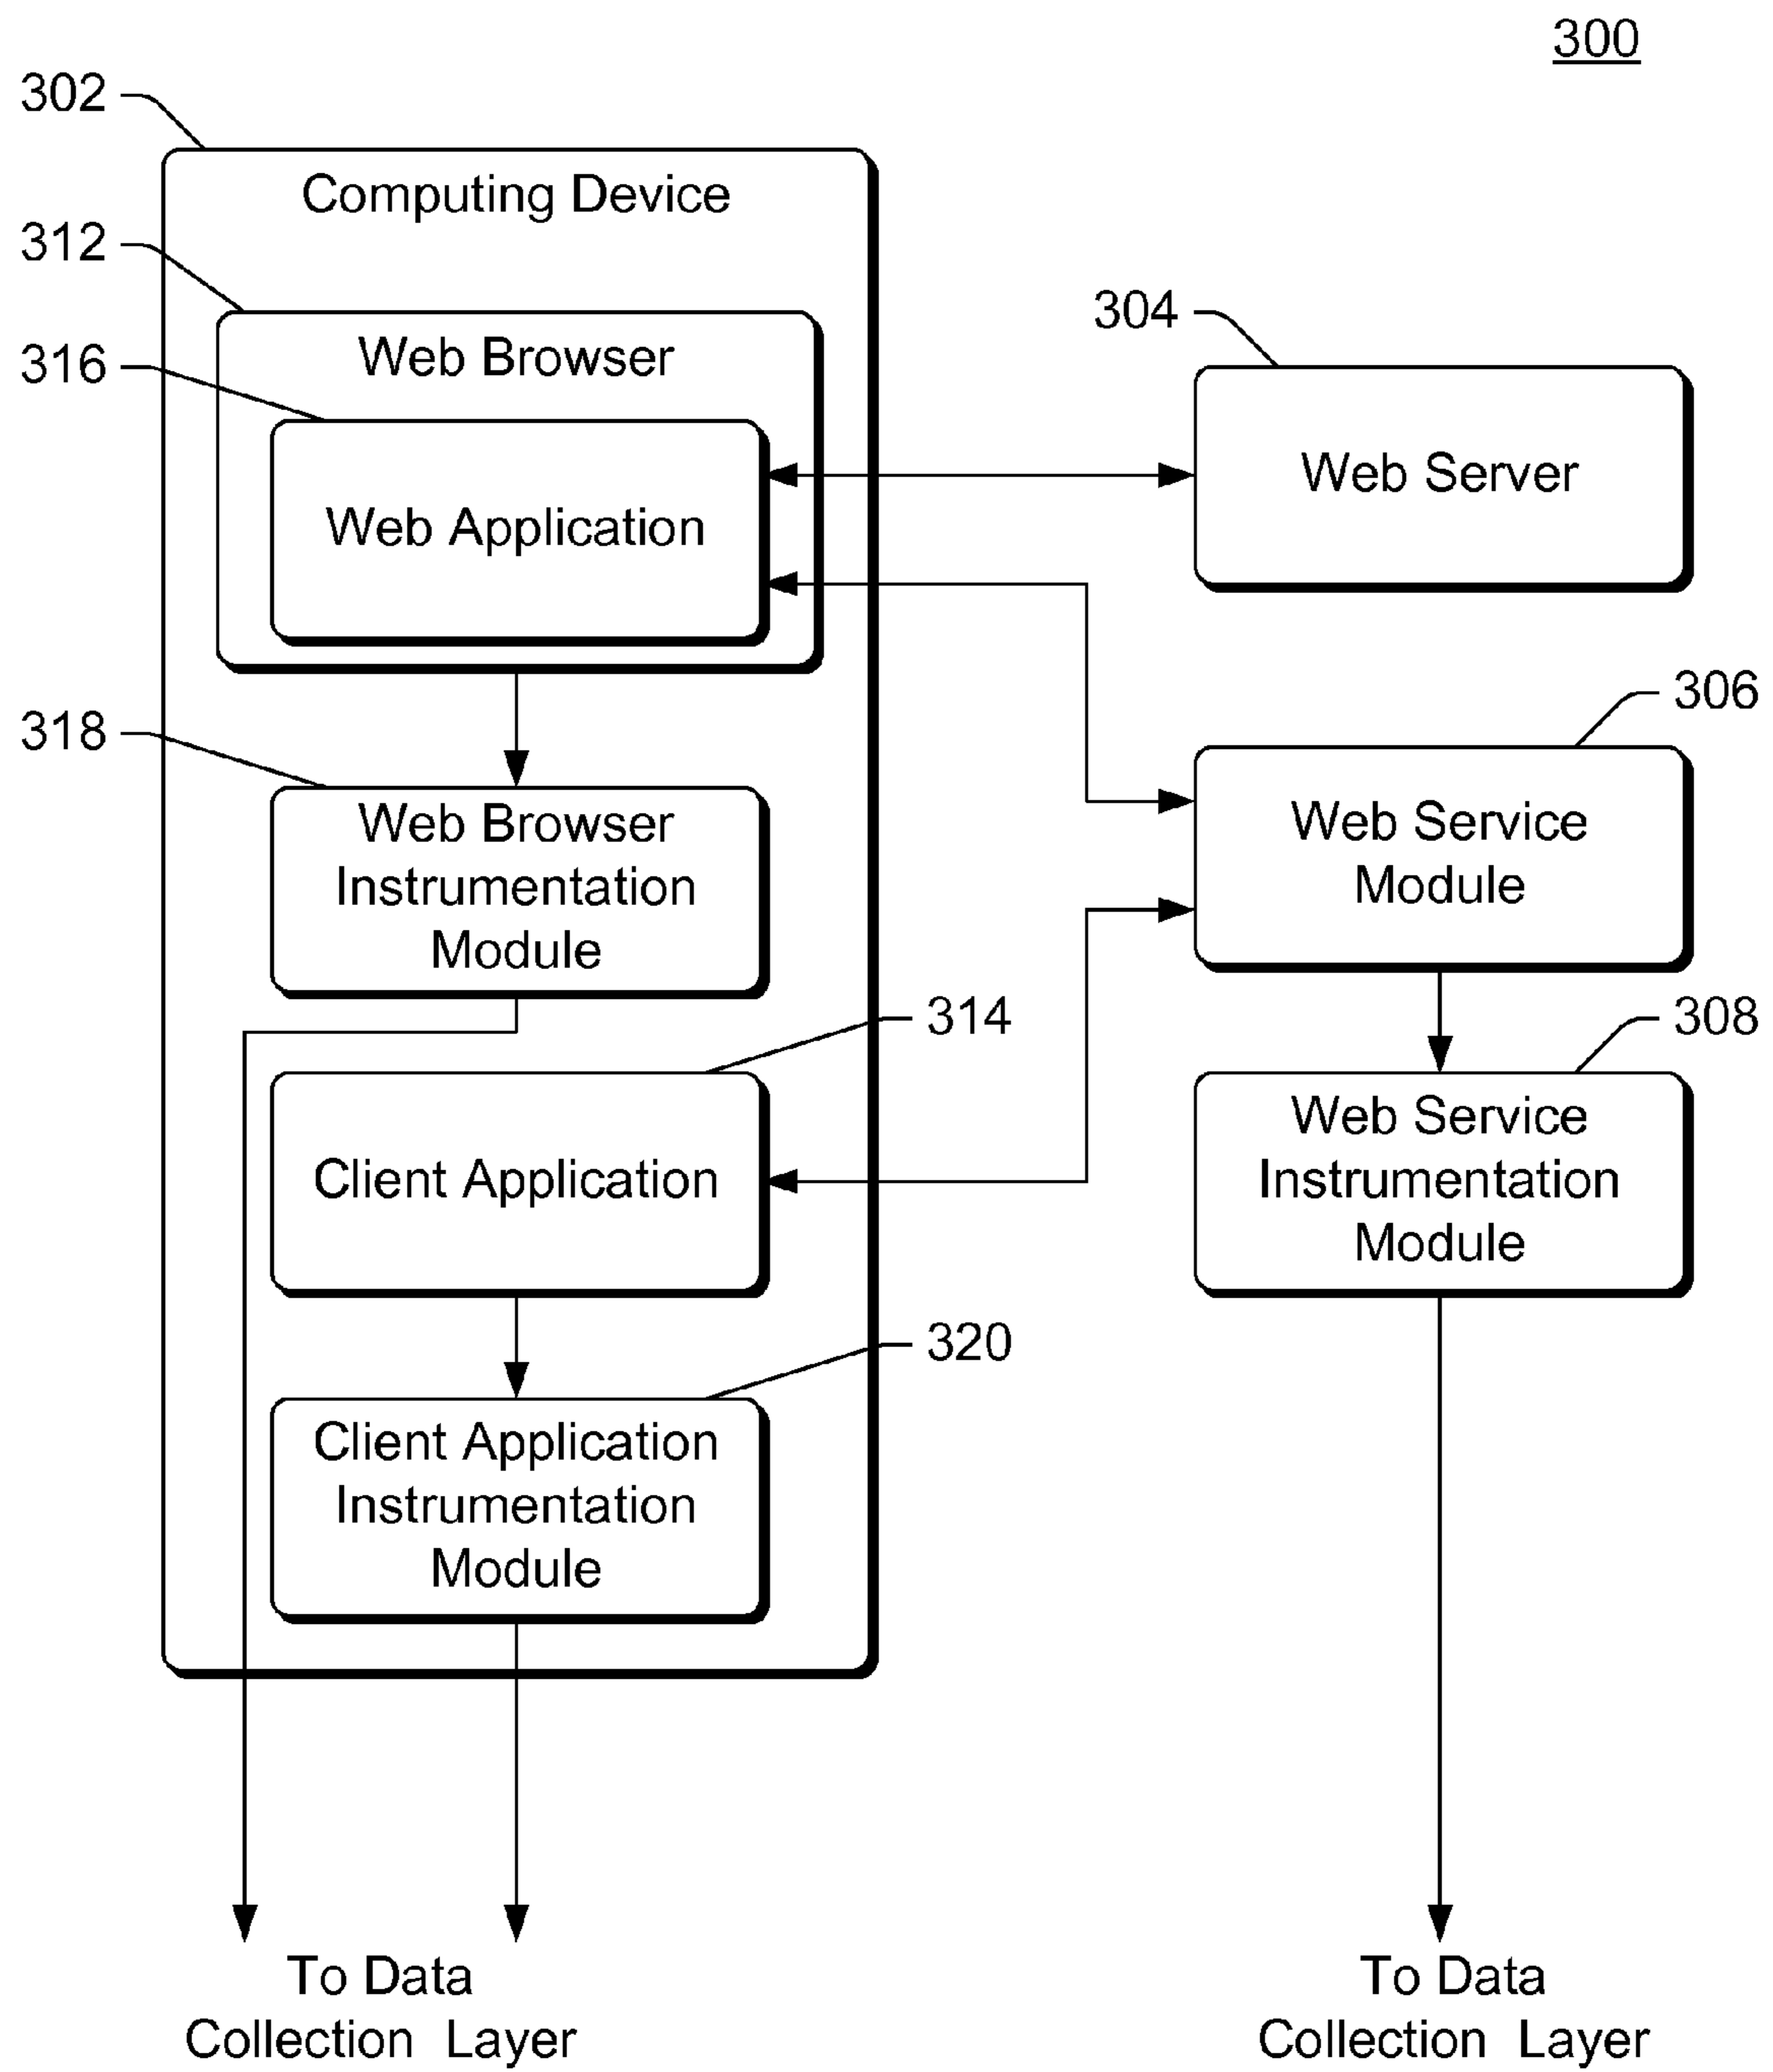 300
302
Computing Device
312
Web Browser
304
316
Web Server
Web Application
306
318
Web Browser
Instrumentation
Module
Web Service
Module
314
308
Client Application
Web Service
Instrumentation
Module
320
Client Application
Instrumentation
Module
To Data
Collection Layer
To Data
Collection Layer